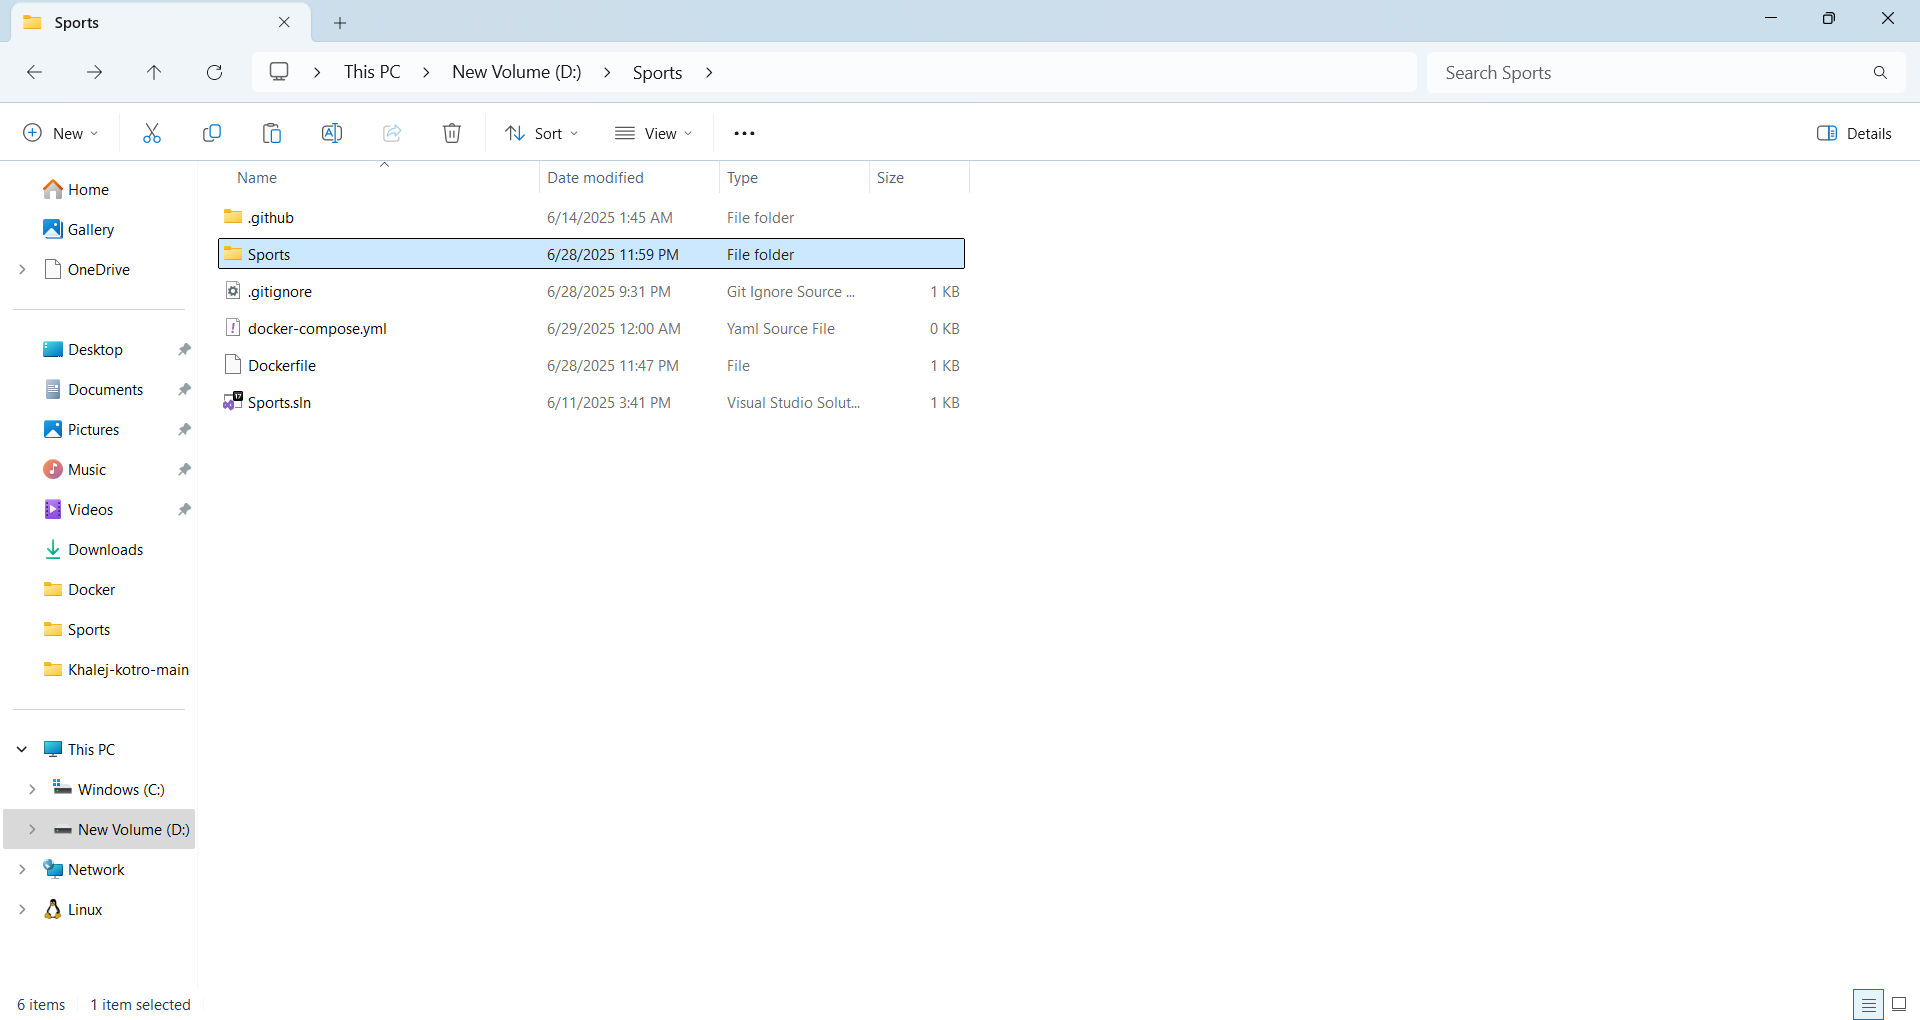 Sports
This PC
New Volume (D:)
Sports
Search Sports
New
Sort
View
Details
Name Date modified Type Size
.github 6/14/2025 1:45 AM File folder
Sports 6/28/2025 11:59 PM File folder
.gitignore 6/28/2025 9:31 PM Git Ignore Source ... 1 KB
docker-compose.yml 6/29/2025 12:00 AM Yaml Source File 0 KB
Dockerfile 6/28/2025 11:47 PM File 1 KB
Sports.sln 6/11/2025 3:41 PM Visual Studio Solut... 1 KB
Home
Gallery
OneDrive
Desktop
Documents
Pictures
Music
Videos
Downloads
Docker
Sports
Khalej-kotro-main
This PC
Windows (C:)
New Volume (D:)
Network
Linux
6 items 1 item selected